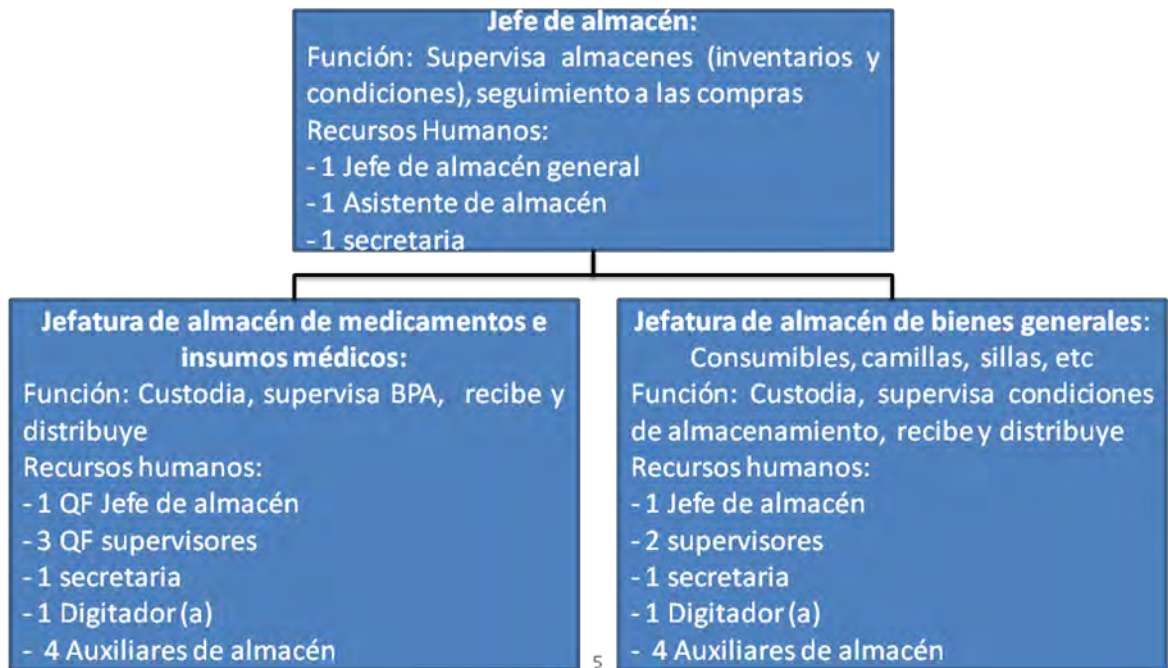 Jefe de almacén:
Función: Supervisa almacenes (inventarios y
condiciones), seguimiento a las compras
Recursos Humanos:
- 1 Jefe de almacén general
- 1 Asistente de almacén
- 1 secretaria
Jefatura de almacén de medicamentos e
insumos médicos:
Función: Custodia, supervisa BPA, recibe y
distribuye
Recursos humanos:
- 1 QF Jefe de almacén
- 3 QF supervisores
- 1 secretaria
- 1 Digitador (a)
- 4 Auxiliares de almacén
Jefatura de almacén de bienes generales:
Consumibles, camillas, sillas, etc
Función: Custodia, supervisa condiciones
de almacenamiento, recibe y distribuye
Recursos humanos:
- 1 Jefe de almacén
- 2 supervisores
- 1 secretaria
- 1 Digitador (a)
- 4 Auxiliares de almacén
5